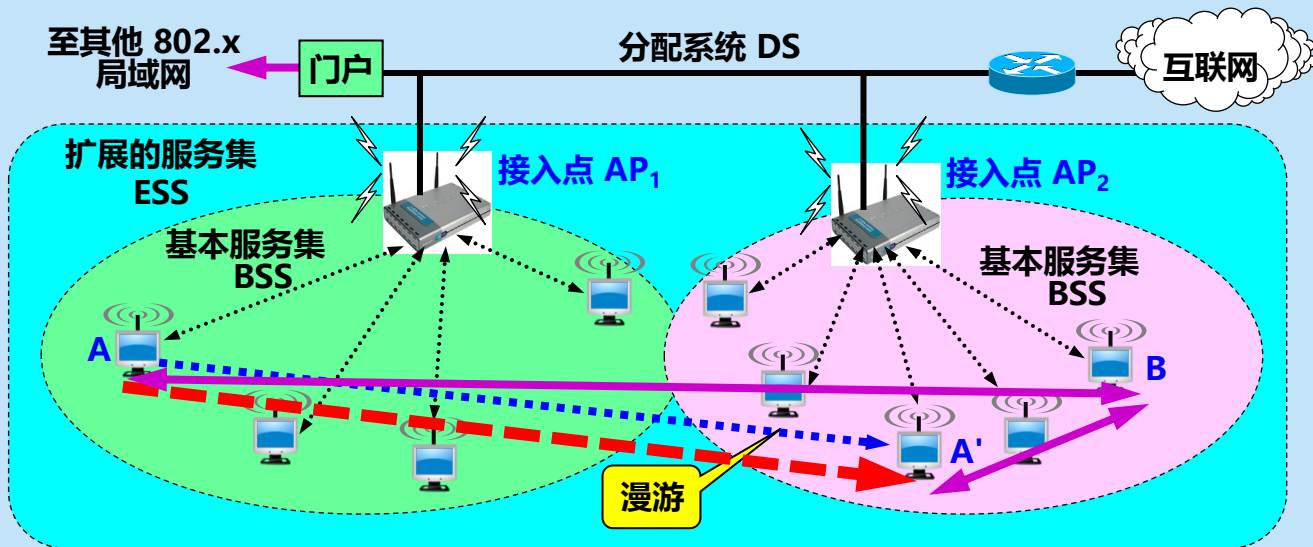 至其他 802.x
局域网
门户
分配系统 DS
互联网
扩展的服务集
ESS
接入点 AP₁
接入点 AP₂
基本服务集
BSS
基本服务集
BSS
A
B
A'
漫游